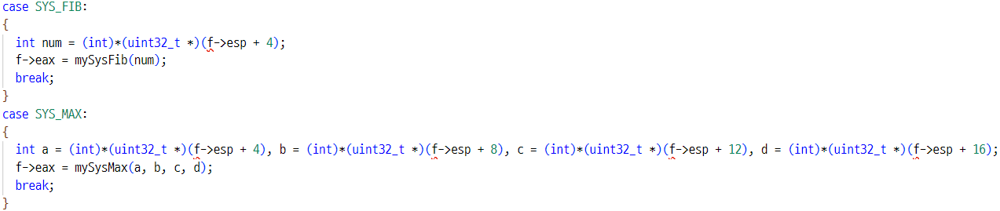 case SYS_FIB:
{
  int num = (int)*(uint32_t *)(f->esp + 4);
  f->eax = mySysFib(num);
  break;
}
case SYS_MAX:
{
  int a = (int)*(uint32_t *)(f->esp + 4), b = (int)*(uint32_t *)(f->esp + 8), c = (int)*(uint32_t *)(f->esp + 12), d = (int)*(uint32_t *)(f->esp + 16);
  f->eax = mySysMax(a, b, c, d);
  break;
}